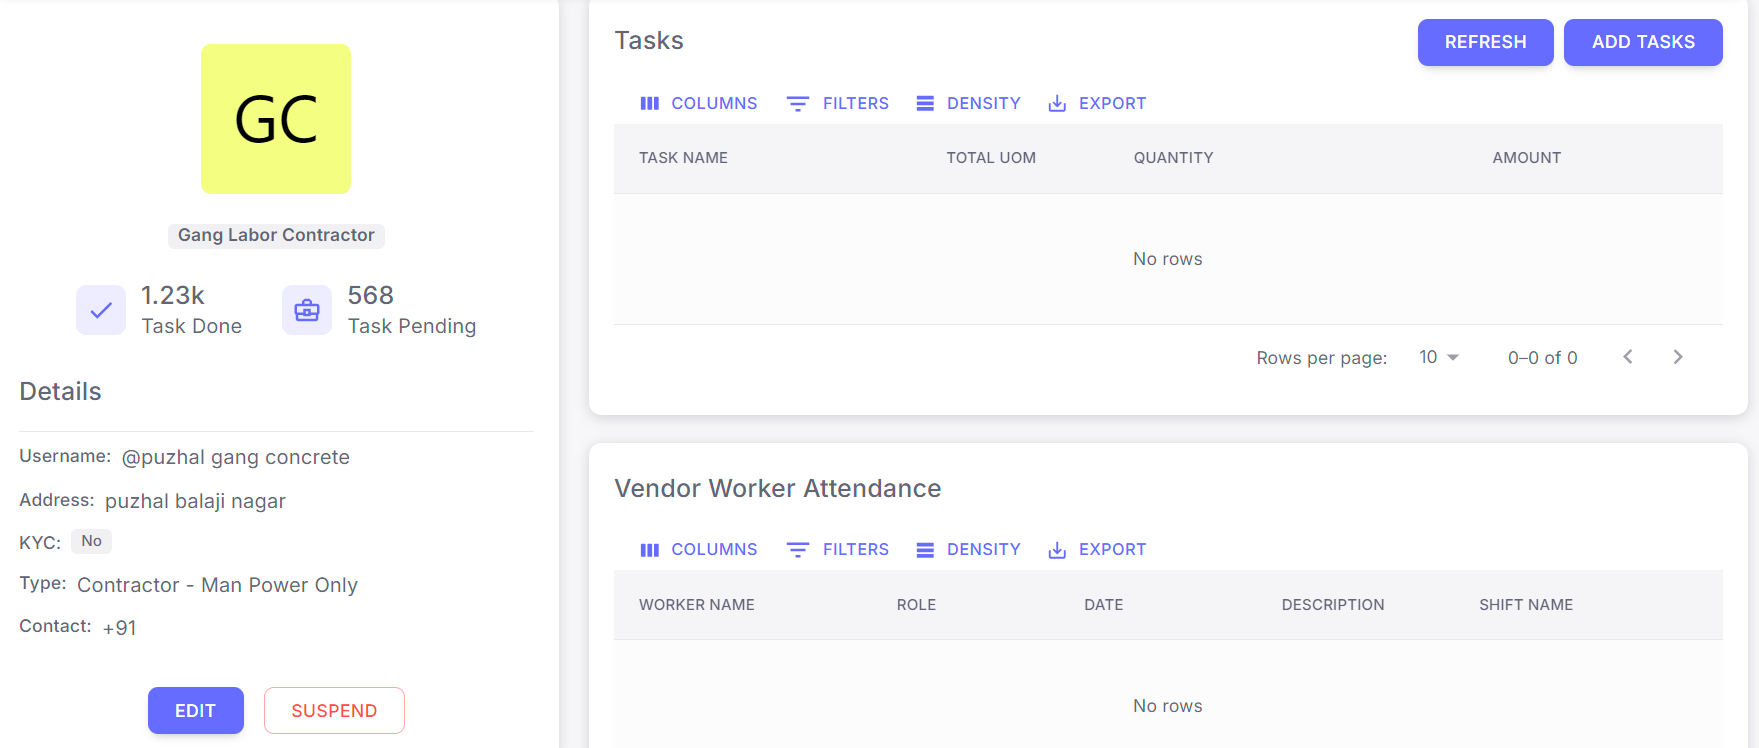 GC
Gang Labor Contractor
1.23k
Task Done
568
Task Pending
Details
Username: @puzhal gang concrete
Address: puzhal balaji nagar
KYC: No
Type: Contractor - Man Power Only
Contact: +91
EDIT SUSPEND
Tasks
REFRESH ADD TASKS
COLUMNS FILTERS DENSITY EXPORT
TASK NAME TOTAL UOM QUANTITY AMOUNT
No rows
Rows per page: 10 0–0 of 0
Vendor Worker Attendance
COLUMNS FILTERS DENSITY EXPORT
WORKER NAME ROLE DATE DESCRIPTION SHIFT NAME
No rows